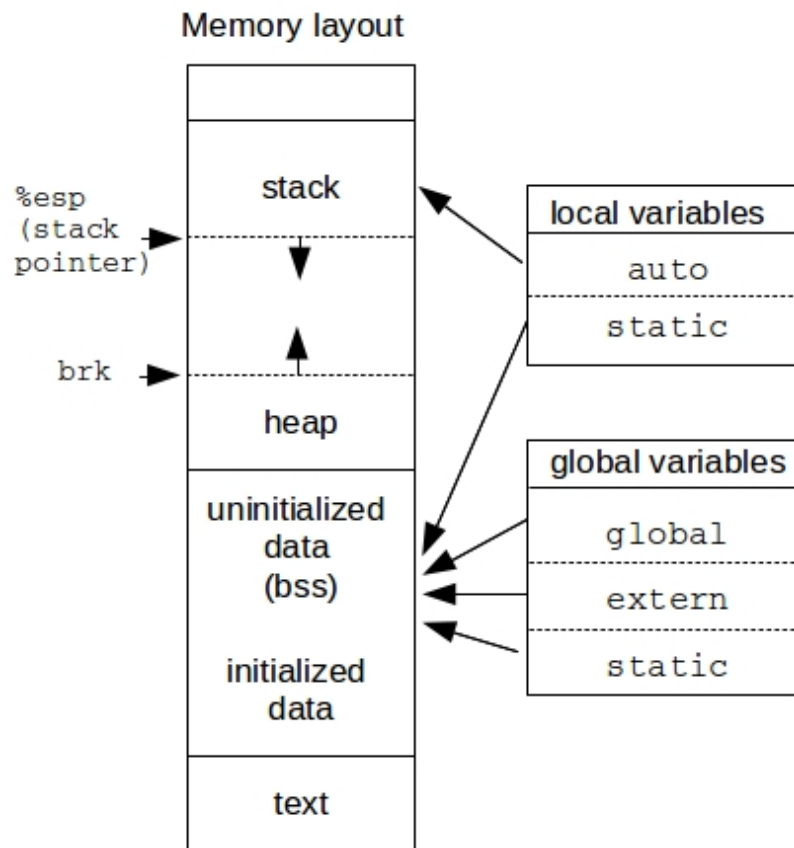 Memory layout
stack
%esp
(stack
pointer)
brk
heap
uninitialized
data
(bss)
initialized
data
text
local variables
auto
static
global variables
global
extern
static